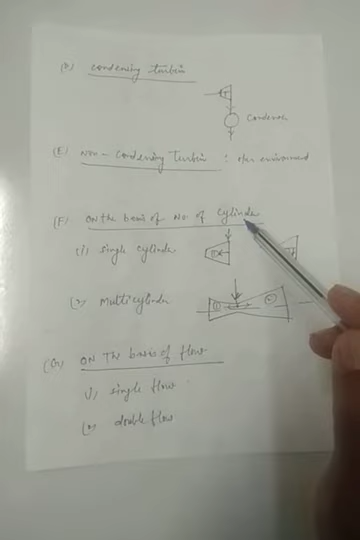 (D) condensing turbine
T
Condenser
(E) Non-Condensing Turbine : other environment
(F) ON the basis of No of cylinder
(1) single cylinder
(2) multicylinder
(G) ON The basis of flow
(1) single flow
(2) double flow